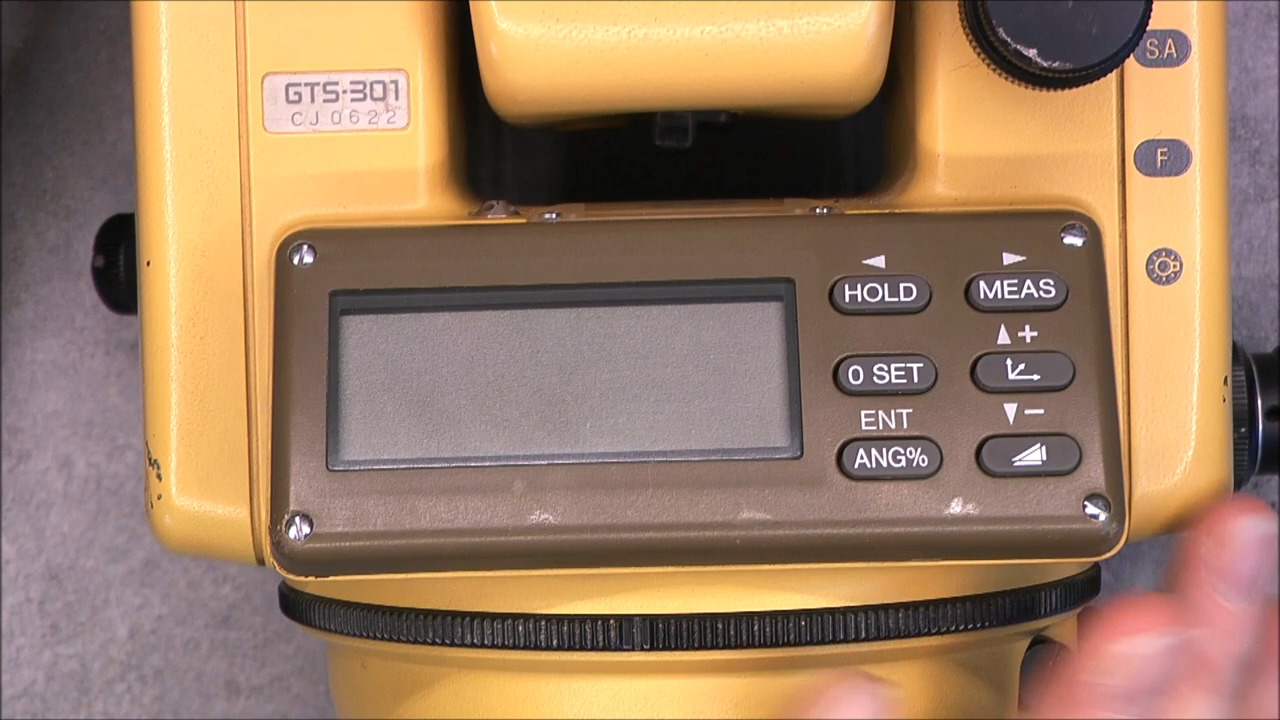 GTS-301
CJ0622
S.A
F
HOLD
MEAS
+
0 SET
ENT
−
ANG%